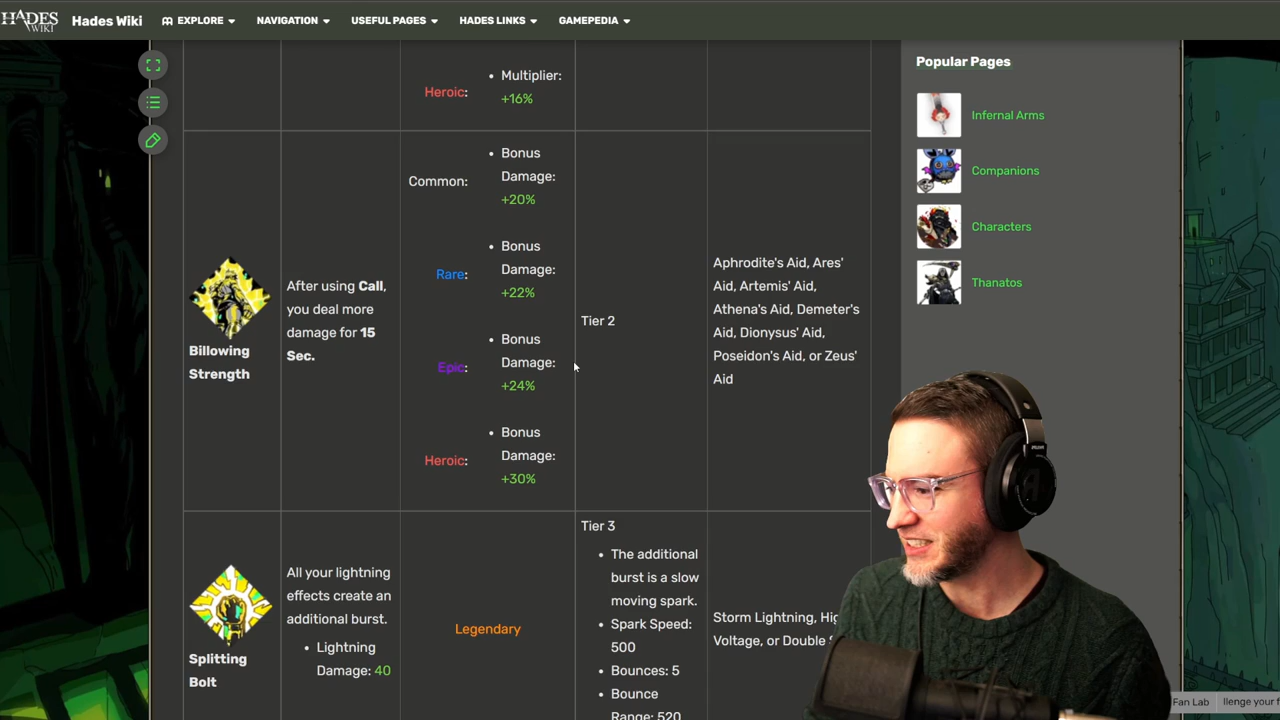 HADES
WIKI
Hades Wiki
EXPLORE
NAVIGATION
USEFUL PAGES
HADES LINKS
GAMEPEDIA
Heroic:
• Multiplier:
+16%
Billowing
Strength
After using Call,
you deal more
damage for 15
Sec.
Common:
• Bonus
Damage:
+20%
Rare:
• Bonus
Damage:
+22%
Epic:
• Bonus
Damage:
+24%
Heroic:
• Bonus
Damage:
+30%
Tier 2
Aphrodite's Aid, Ares'
Aid, Artemis' Aid,
Athena's Aid, Demeter's
Aid, Dionysus' Aid,
Poseidon's Aid, or Zeus'
Aid
Splitting
Bolt
All your lightning
effects create an
additional burst.
• Lightning
Damage: 40
Legendary
Tier 3
• The additional
burst is a slow
moving spark.
• Spark Speed:
500
• Bounces: 5
• Bounce
Range: 520
Storm Lightning, Hig
Voltage, or Double
Popular Pages
Infernal Arms
Companions
Characters
Thanatos
Fan Lab
llenge your f